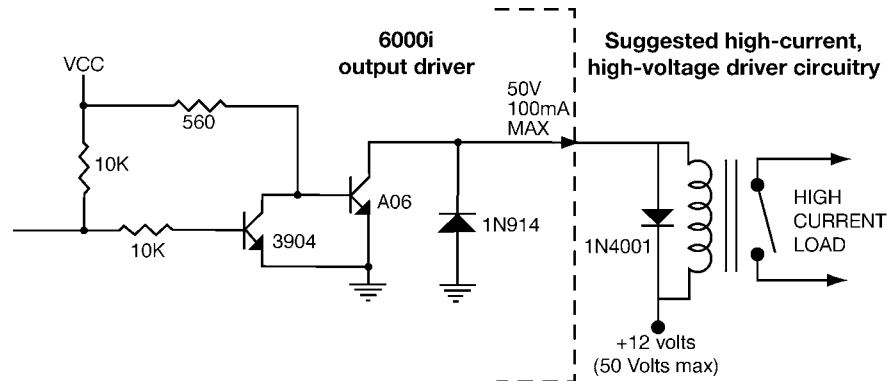 6000i
output driver
Suggested high-current,
high-voltage driver circuitry
VCC
560
50V
100mA
MAX
10K
A06
1N914
10K
3904
1N4001
HIGH
CURRENT
LOAD
+12 volts
(50 Volts max)